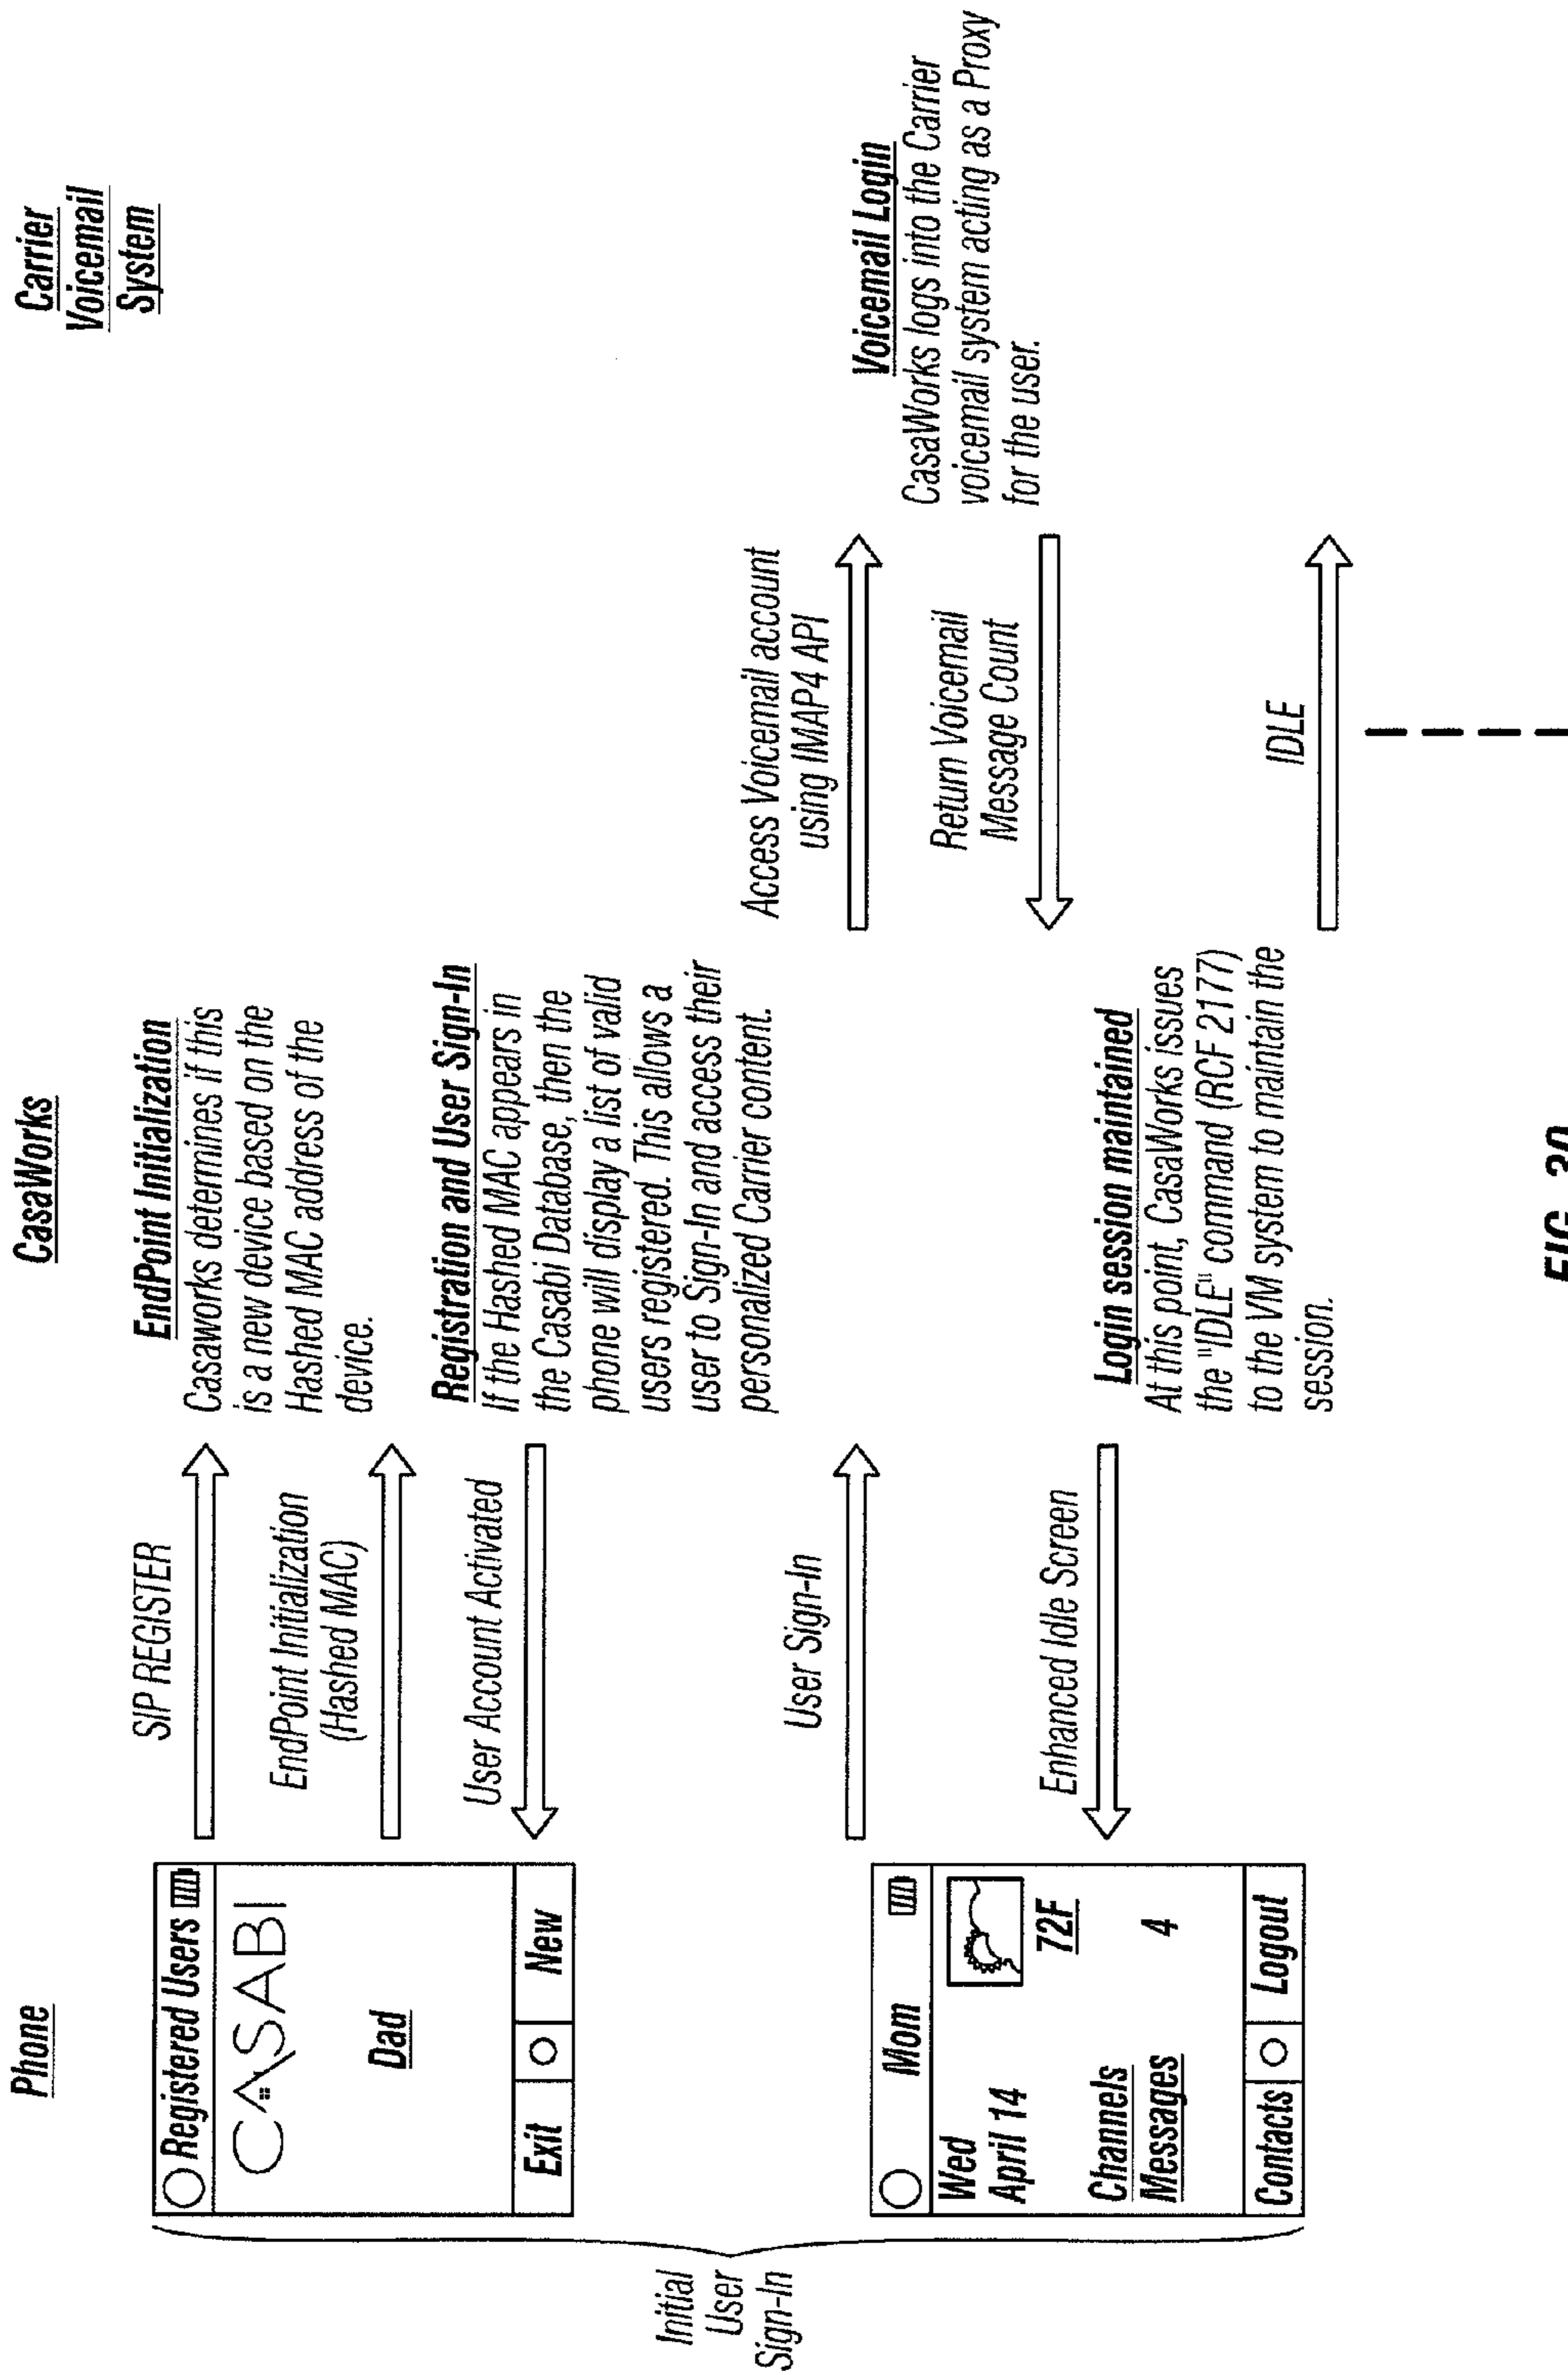 Phone
CasaWorks
Carrier
Voicemail
System
Initial
User
Sign-In
Registered Users
CASABI
Dad
Exit
New
SIP REGISTER
EndPoint Initialization
(Hashed MAC)
User Account Activated
EndPoint Initialization
Casaworks determines if this
is a new device based on the
Hashed MAC address of the
device.
Registration and User Sign-In
If the Hashed MAC appears in
the Casabi Database, then the
phone will display a list of valid
users registered. This allows a
user to Sign-In and access their
personalized Carrier content.
Access Voicemail account
using IMAP4 API
Voicemail Login
CasaWorks logs into the Carrier
voicemail system acting as a Proxy
for the user.
User Sign-In
Return Voicemail
Message Count
Mom
Wed
April 14
72F
Channels
Messages 4
Contacts
Logout
Enhanced Idle Screen
Login session maintained
At this point, CasaWorks issues
the "IDLE" command (RCF 2177)
to the VM system to maintain the
session.
IDLE
FIG. 30